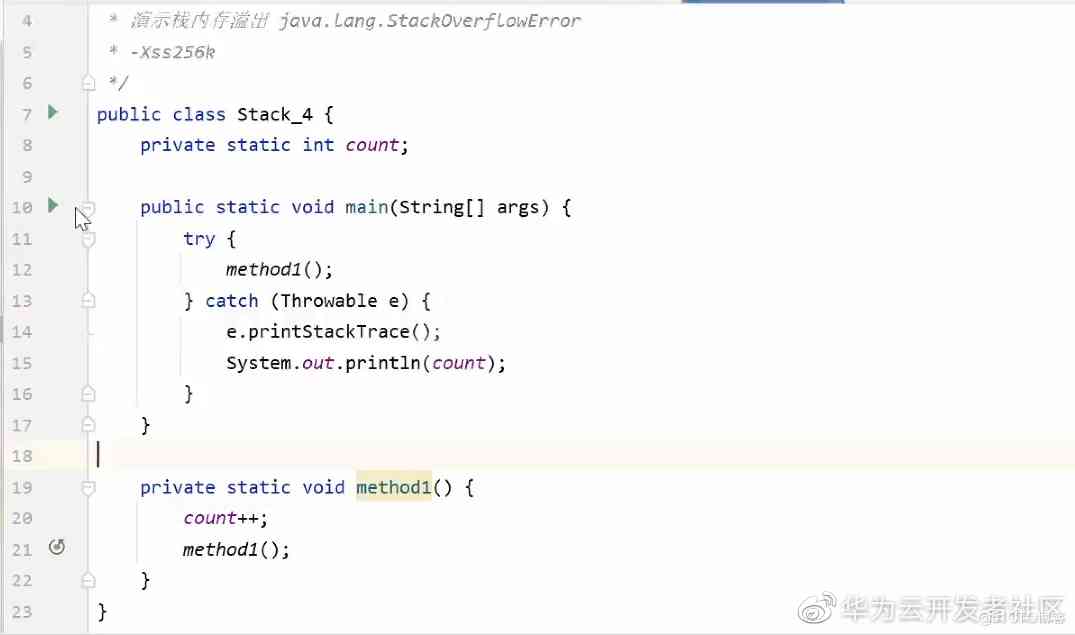 4 * 演示栈内存溢出 java.lang.StackOverflowError
5 * -Xss256k
6 */
7 public class Stack_4 {
8 private static int count;
9
10 public static void main(String[] args) {
11 try {
12 method1();
13 } catch (Throwable e) {
14 e.printStackTrace();
15 System.out.println(count);
16 }
17 }
18
19 private static void method1() {
20 count++;
21 method1();
22 }
23 }
华为云开发者社区